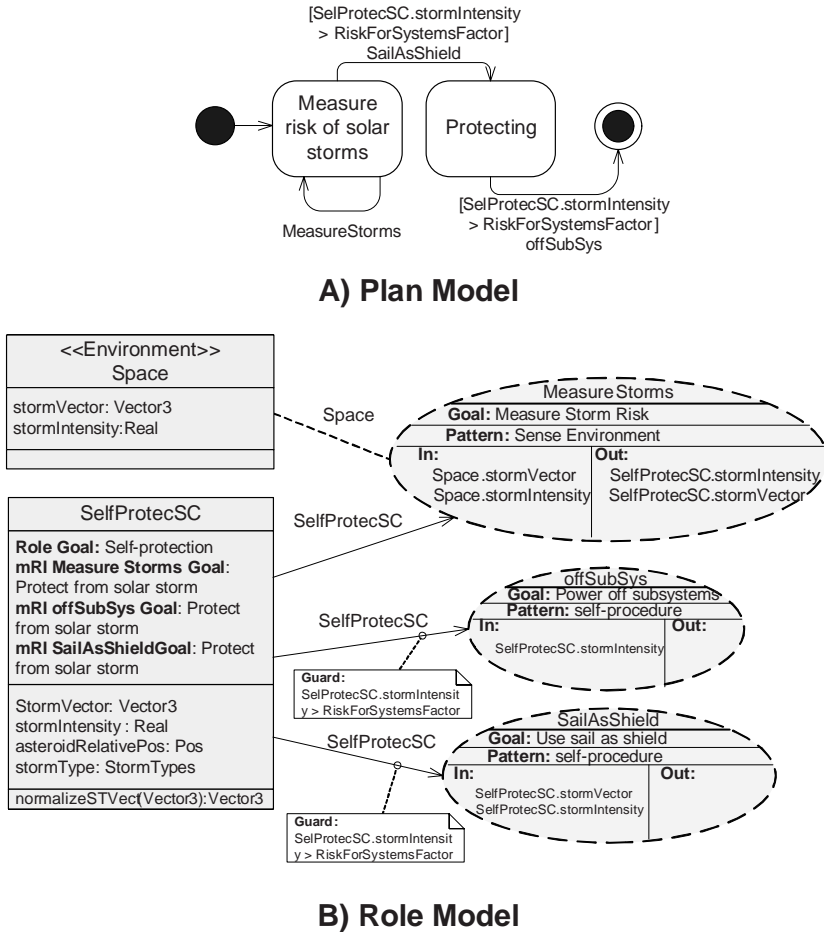 [SelProtecSC.stormIntensity
> RiskForSystemsFactor]
SailAsShield
Measure
risk of solar
storms
Protecting
MeasureStorms
[SelProtecSC.stormIntensity
> RiskForSystemsFactor]
offSubSys
A) Plan Model
<<Environment>>
Space
stormVector: Vector3
stormIntensity:Real
Space
MeasureStorms
Goal: Measure Storm Risk
Pattern: Sense Environment
In:
Space.stormVector
Space.stormIntensity
Out:
SelfProtecSC.stormIntensity
SelfProtecSC.stormVector
SelfProtecSC
Role Goal: Self-protection
mRI Measure Storms Goal:
Protect from solar storm
mRI offSubSys Goal: Protect
from solar storm
mRI SailAsShieldGoal: Protect
from solar storm
StormVector: Vector3
stormIntensity : Real
asteroidRelativePos: Pos
stormType: StormTypes
normalizeSTVect(Vector3):Vector3
SelfProtecSC
SelfProtecSC
offSubSys
Goal: Power off subsystems
Pattern: self-procedure
In:
SelfProtecSC.stormIntensity
Out:
Guard:
SelProtecSC.stormIntensit
y > RiskForSystemsFactor
SelfProtecSC
SailAsShield
Goal: Use sail as shield
Pattern: self-procedure
In:
SelfProtecSC.stormVector
SelfProtecSC.stormIntensity
Out:
Guard:
SelProtecSC.stormIntensit
y > RiskForSystemsFactor
B) Role Model